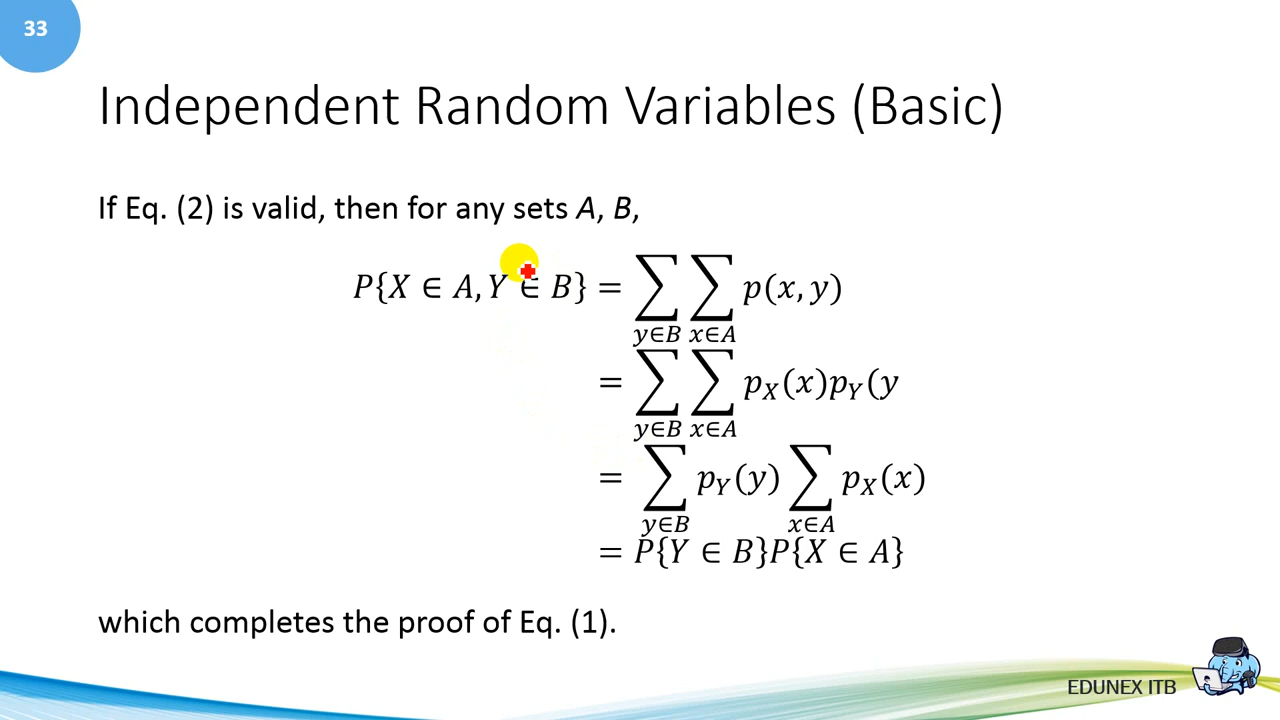 33
Independent Random Variables (Basic)
If Eq. (2) is valid, then for any sets A, B,
P{X ∈ A, Y ∈ B} = ∑_{y∈B} ∑_{x∈A} p(x, y)
= ∑_{y∈B} ∑_{x∈A} p_X(x)p_Y(y
= ∑_{y∈B} p_Y(y) ∑_{x∈A} p_X(x)
= P{Y ∈ B}P{X ∈ A}
which completes the proof of Eq. (1).
EDUNEX ITB